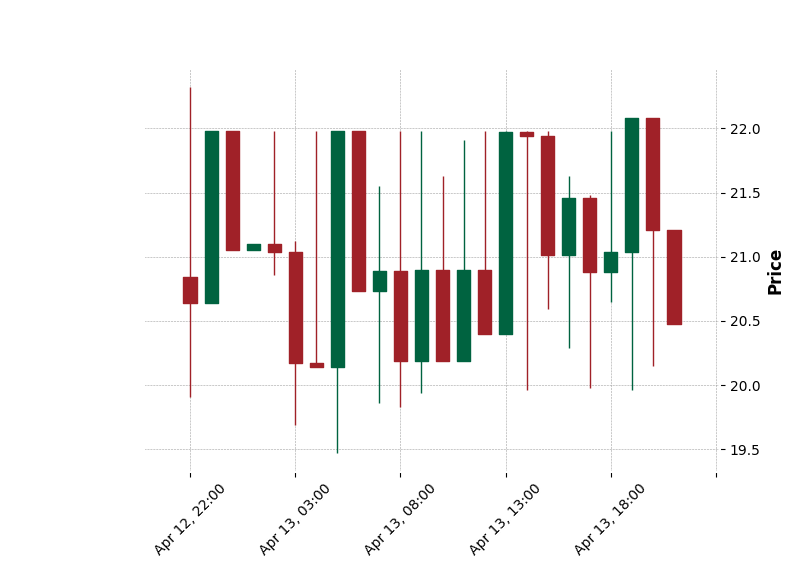 22.0
21.5
21.0
20.5
20.0
19.5
Price
Apr 12, 22:00
Apr 13, 03:00
Apr 13, 08:00
Apr 13, 13:00
Apr 13, 18:00